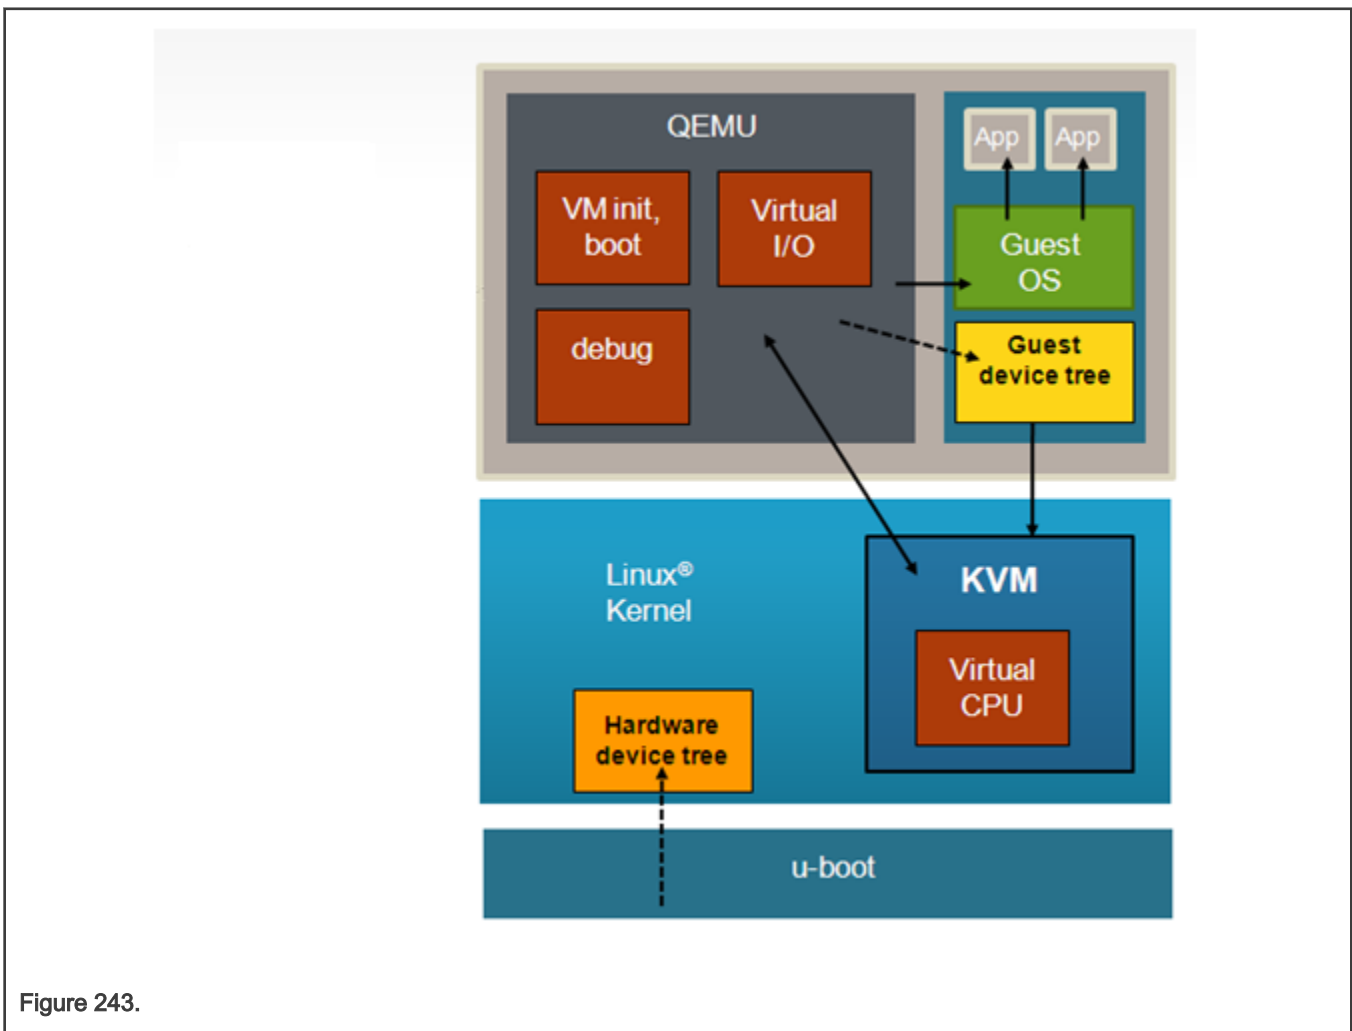 QEMU
VM init,
boot
Virtual
I/O
debug
App
App
Guest
OS
Guest
device tree
Linux®
Kernel
KVM
Virtual
CPU
Hardware
device tree
u-boot
Figure 243.